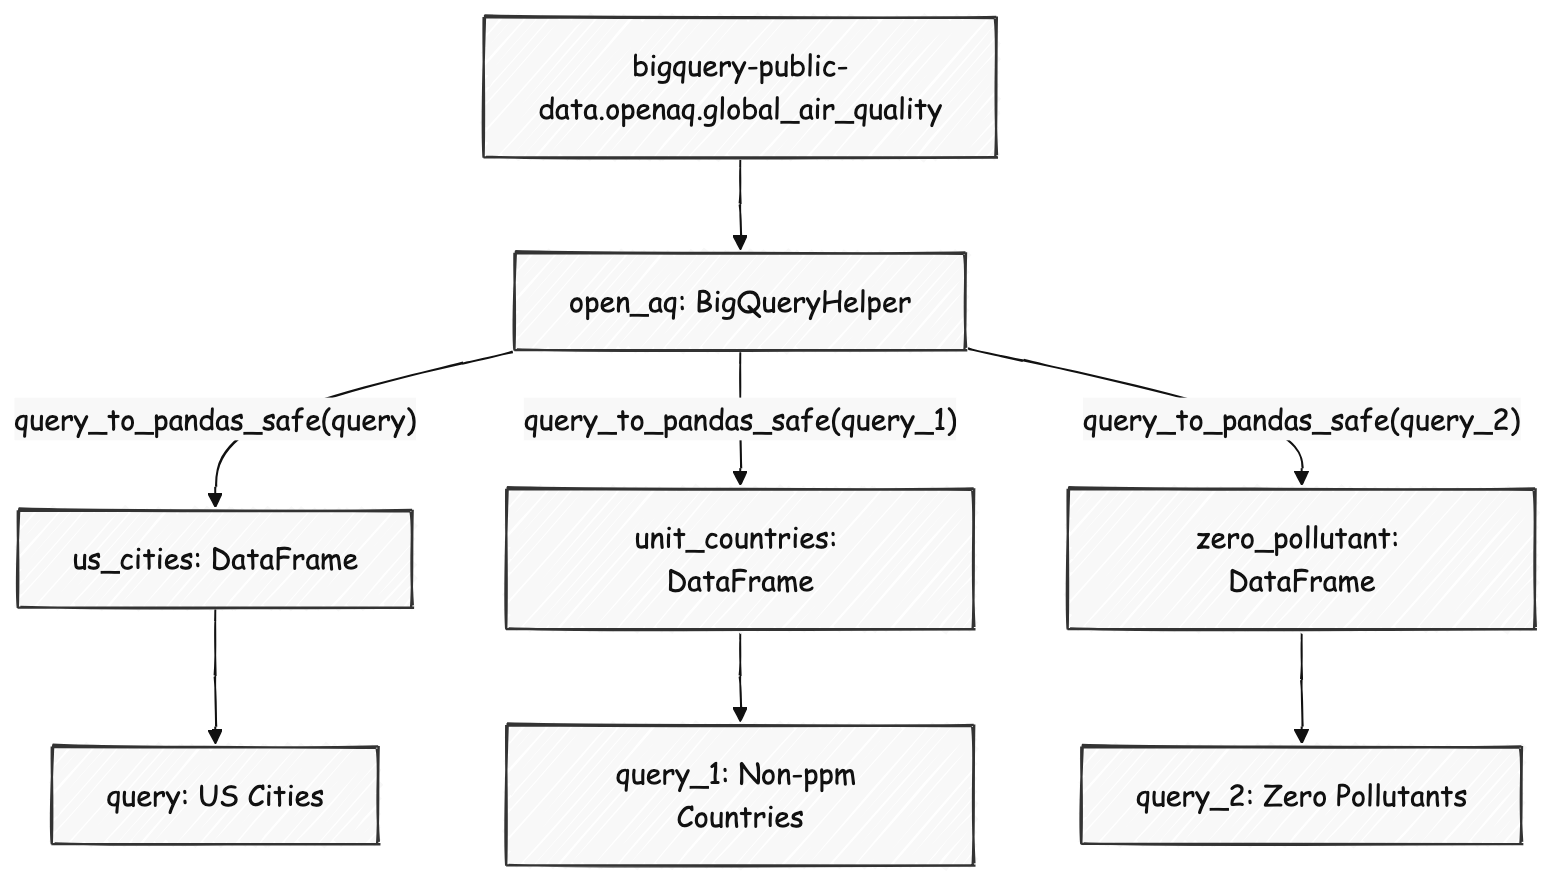 bigquery-public-
data.openaq.global_air_quality
open_aq: BigQueryHelper
query_to_pandas_safe(query)
query_to_pandas_safe(query_1)
query_to_pandas_safe(query_2)
us_cities: DataFrame
unit_countries:
DataFrame
zero_pollutant:
DataFrame
query: US Cities
query_1: Non-ppm
Countries
query_2: Zero Pollutants